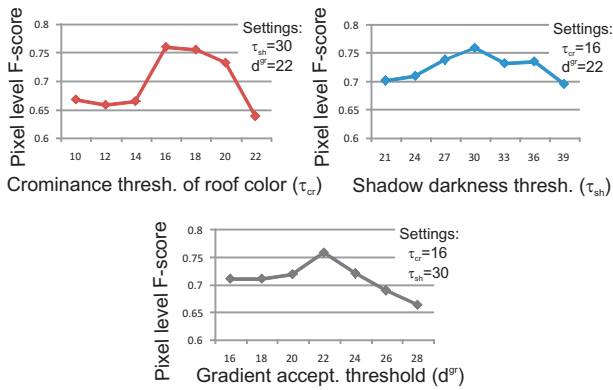 Pixel level F-score
0.8
0.75
0.7
0.65
0.6
10 12 14 16 18 20 22
Settings:
τsh=30
dgr=22
Crominance thresh. of roof color (τcr)
Pixel level F-score
0.8
0.75
0.7
0.65
0.6
21 24 27 30 33 36 39
Settings:
τcr=16
dgr=22
Shadow darkness thresh. (τsh)
Pixel level F-score
0.8
0.75
0.7
0.65
0.6
16 18 20 22 24 26 28
Settings:
τcr=16
τsh=30
Gradient accept. threshold (dgr)